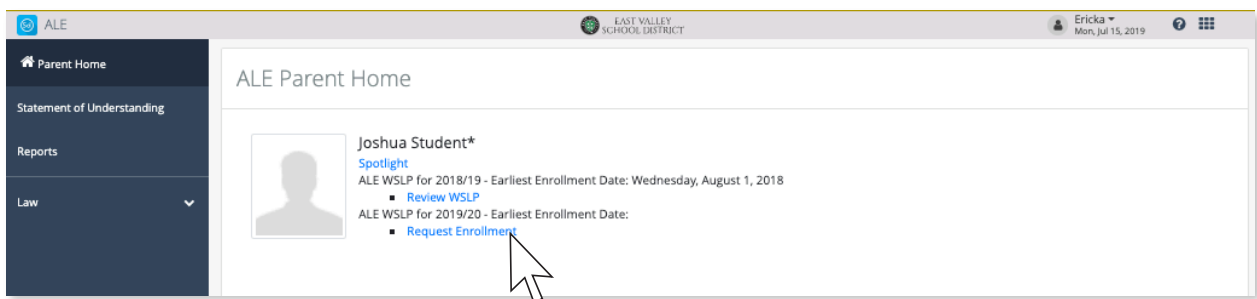 ALE
EAST VALLEY
SCHOOL DISTRICT
Ericka
Mon, Jul 15, 2019
Parent Home
Statement of Understanding
Reports
Law
ALE Parent Home
Joshua Student*
Spotlight
ALE WSLP for 2018/19 - Earliest Enrollment Date: Wednesday, August 1, 2018
Review WSLP
ALE WSLP for 2019/20 - Earliest Enrollment Date:
Request Enrollment